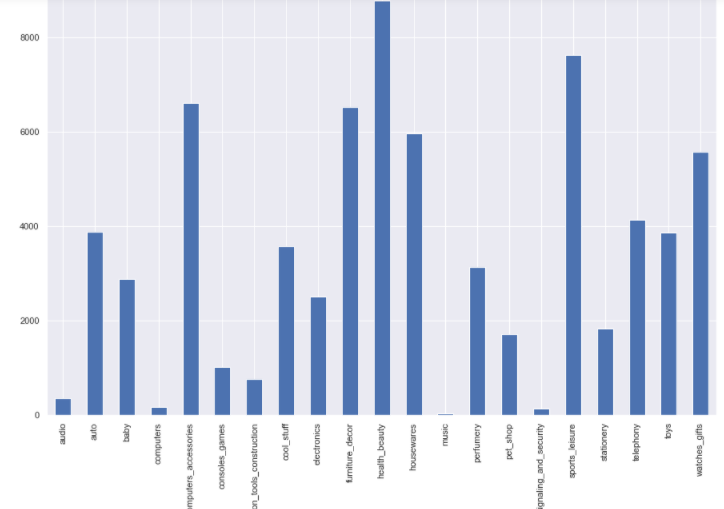 8000
6000
4000
2000
0
audio
auto
baby
computers
mputers_accessories
consoles_games
on_tools_construction
cool_stuff
electronics
furniture_decor
health_beauty
housewares
music
perfumery
pet_shop
ignaling_and_security
sports_leisure
stationery
telephony
toys
watches_gifts